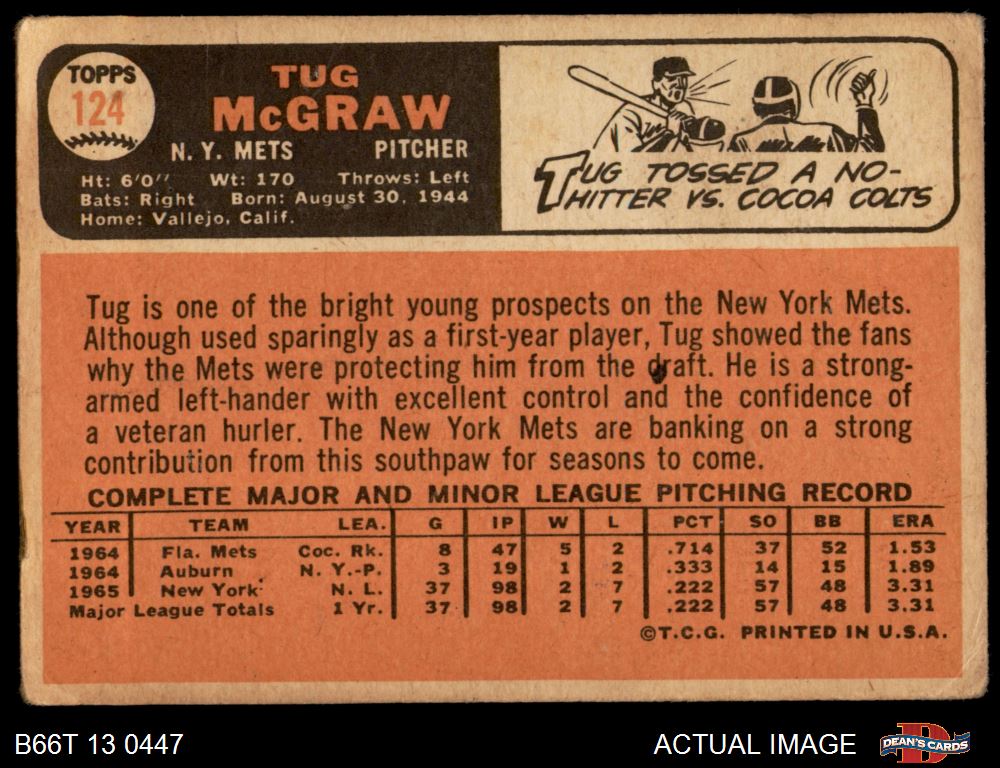 TOPPS
124
TUG
McGRAW
N. Y. METS PITCHER
Ht: 6'0'' Wt: 170 Throws: Left
Bats: Right Born: August 30, 1944
Home: Vallejo, Calif.
TUG TOSSED A NO-
HITTER VS. COCOA COLTS
Tug is one of the bright young prospects on the New York Mets.
Although used sparingly as a first-year player, Tug showed the fans
why the Mets were protecting him from the draft. He is a strong-
armed left-hander with excellent control and the confidence of
a veteran hurler. The New York Mets are banking on a strong
contribution from this southpaw for seasons to come.
COMPLETE MAJOR AND MINOR LEAGUE PITCHING RECORD
YEAR TEAM LEA. G IP W L PCT SO BB ERA
1964 Fla. Mets Coc. Rk. 8 47 5 2 .714 37 52 1.53
1964 Auburn N. Y.-P. 3 19 1 2 .333 14 15 1.89
1965 New York N. L. 37 98 2 7 .222 57 48 3.31
Major League Totals 1 Yr. 37 98 2 7 .222 57 48 3.31
©T.C.G. PRINTED IN U.S.A.
B66T 13 0447 ACTUAL IMAGE DEAN'S CARDS